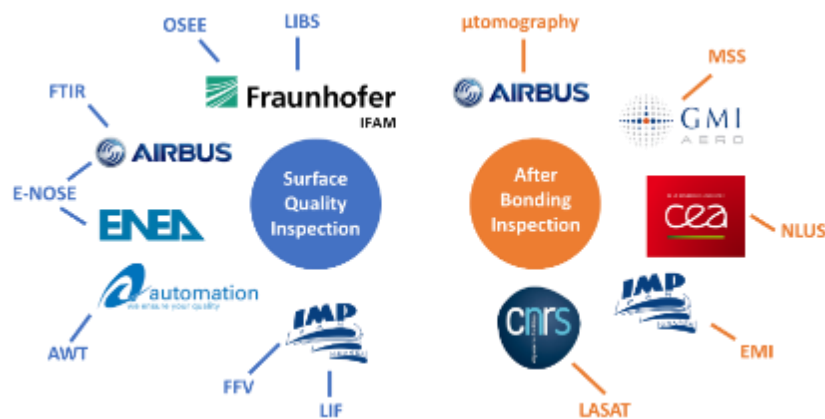 OSEE
LIBS
FTIR
Fraunhofer
IFAM
AIRBUS
E-NOSE
ENEA
Surface
Quality
Inspection
automation
we ensure your quality
AWT
IMP
FFV
LIF
µtomography
AIRBUS
MSS
GMI
AERO
After
Bonding
Inspection
cea
NLUS
IMP
EMI
cnrs
LASAT